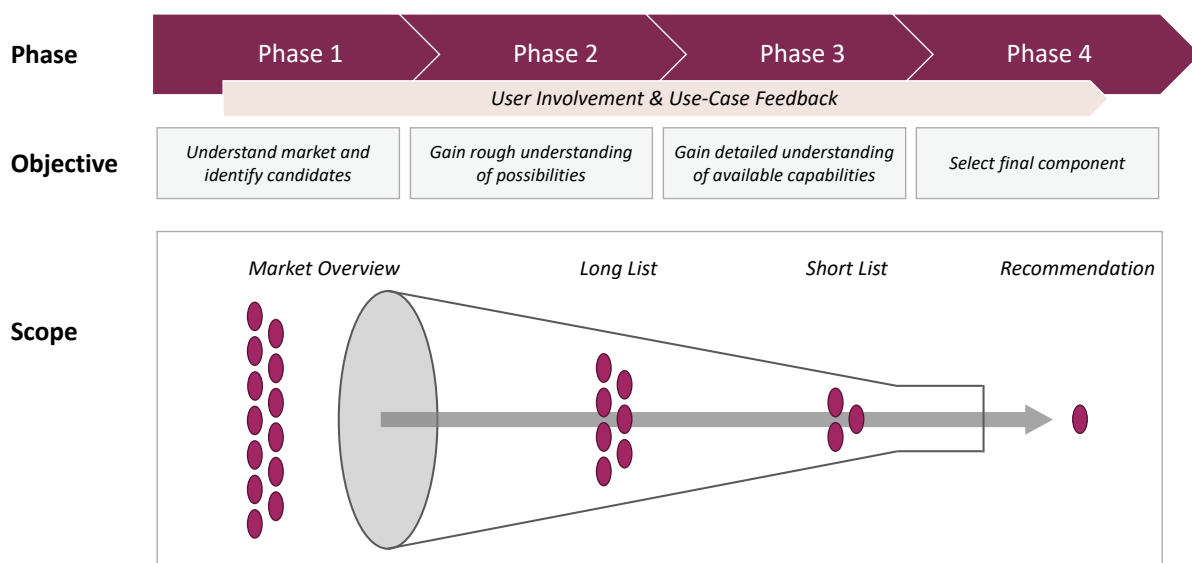 Phase
Phase 1
Phase 2
Phase 3
Phase 4
User Involvement & Use-Case Feedback
Objective
Understand market and
identify candidates
Gain rough understanding
of possibilities
Gain detailed understanding
of available capabilities
Select final component
Scope
Market Overview
Long List
Short List
Recommendation